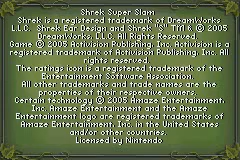 Shrek Super Slam
Shrek is a registered trademark of DreamWorks
L.L.C. Shrek Ear Design and Shrek "S" TM/® © 2005
DreamWorks L.L.C. All Rights Reserved.
Game © 2005 Activision Publishing, Inc. Activision is a
registered trademark of Activision Publishing, Inc. All
rights reserved.
The ratings icon is a registered trademark of the
Entertainment Software Association.
All other trademarks and trade names are the
properties of their respective owners.
Certain technology © 2005 Amaze Entertainment,
Inc. Amaze Entertainment and the Amaze
Entertainment logo are registered trademarks of
Amaze Entertainment, Inc. in the United States
and/or other countries.
Licensed by Nintendo